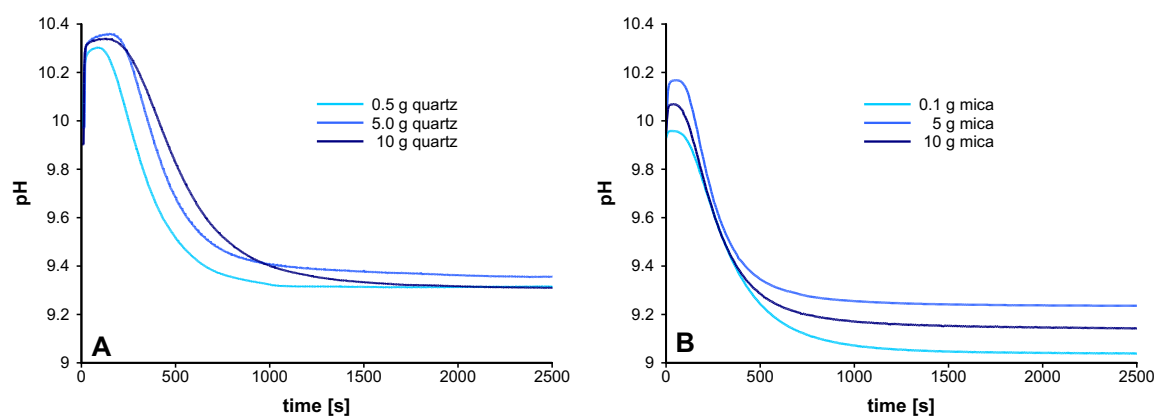 10.4
10.2
10
9.8
9.6
9.4
9.2
9
pH
0.5 g quartz
5.0 g quartz
10 g quartz
A
0 500 1000 1500 2000 2500
time [s]
10.4
10.2
10
9.8
9.6
9.4
9.2
9
pH
0.1 g mica
5 g mica
10 g mica
B
0 500 1000 1500 2000 2500
time [s]